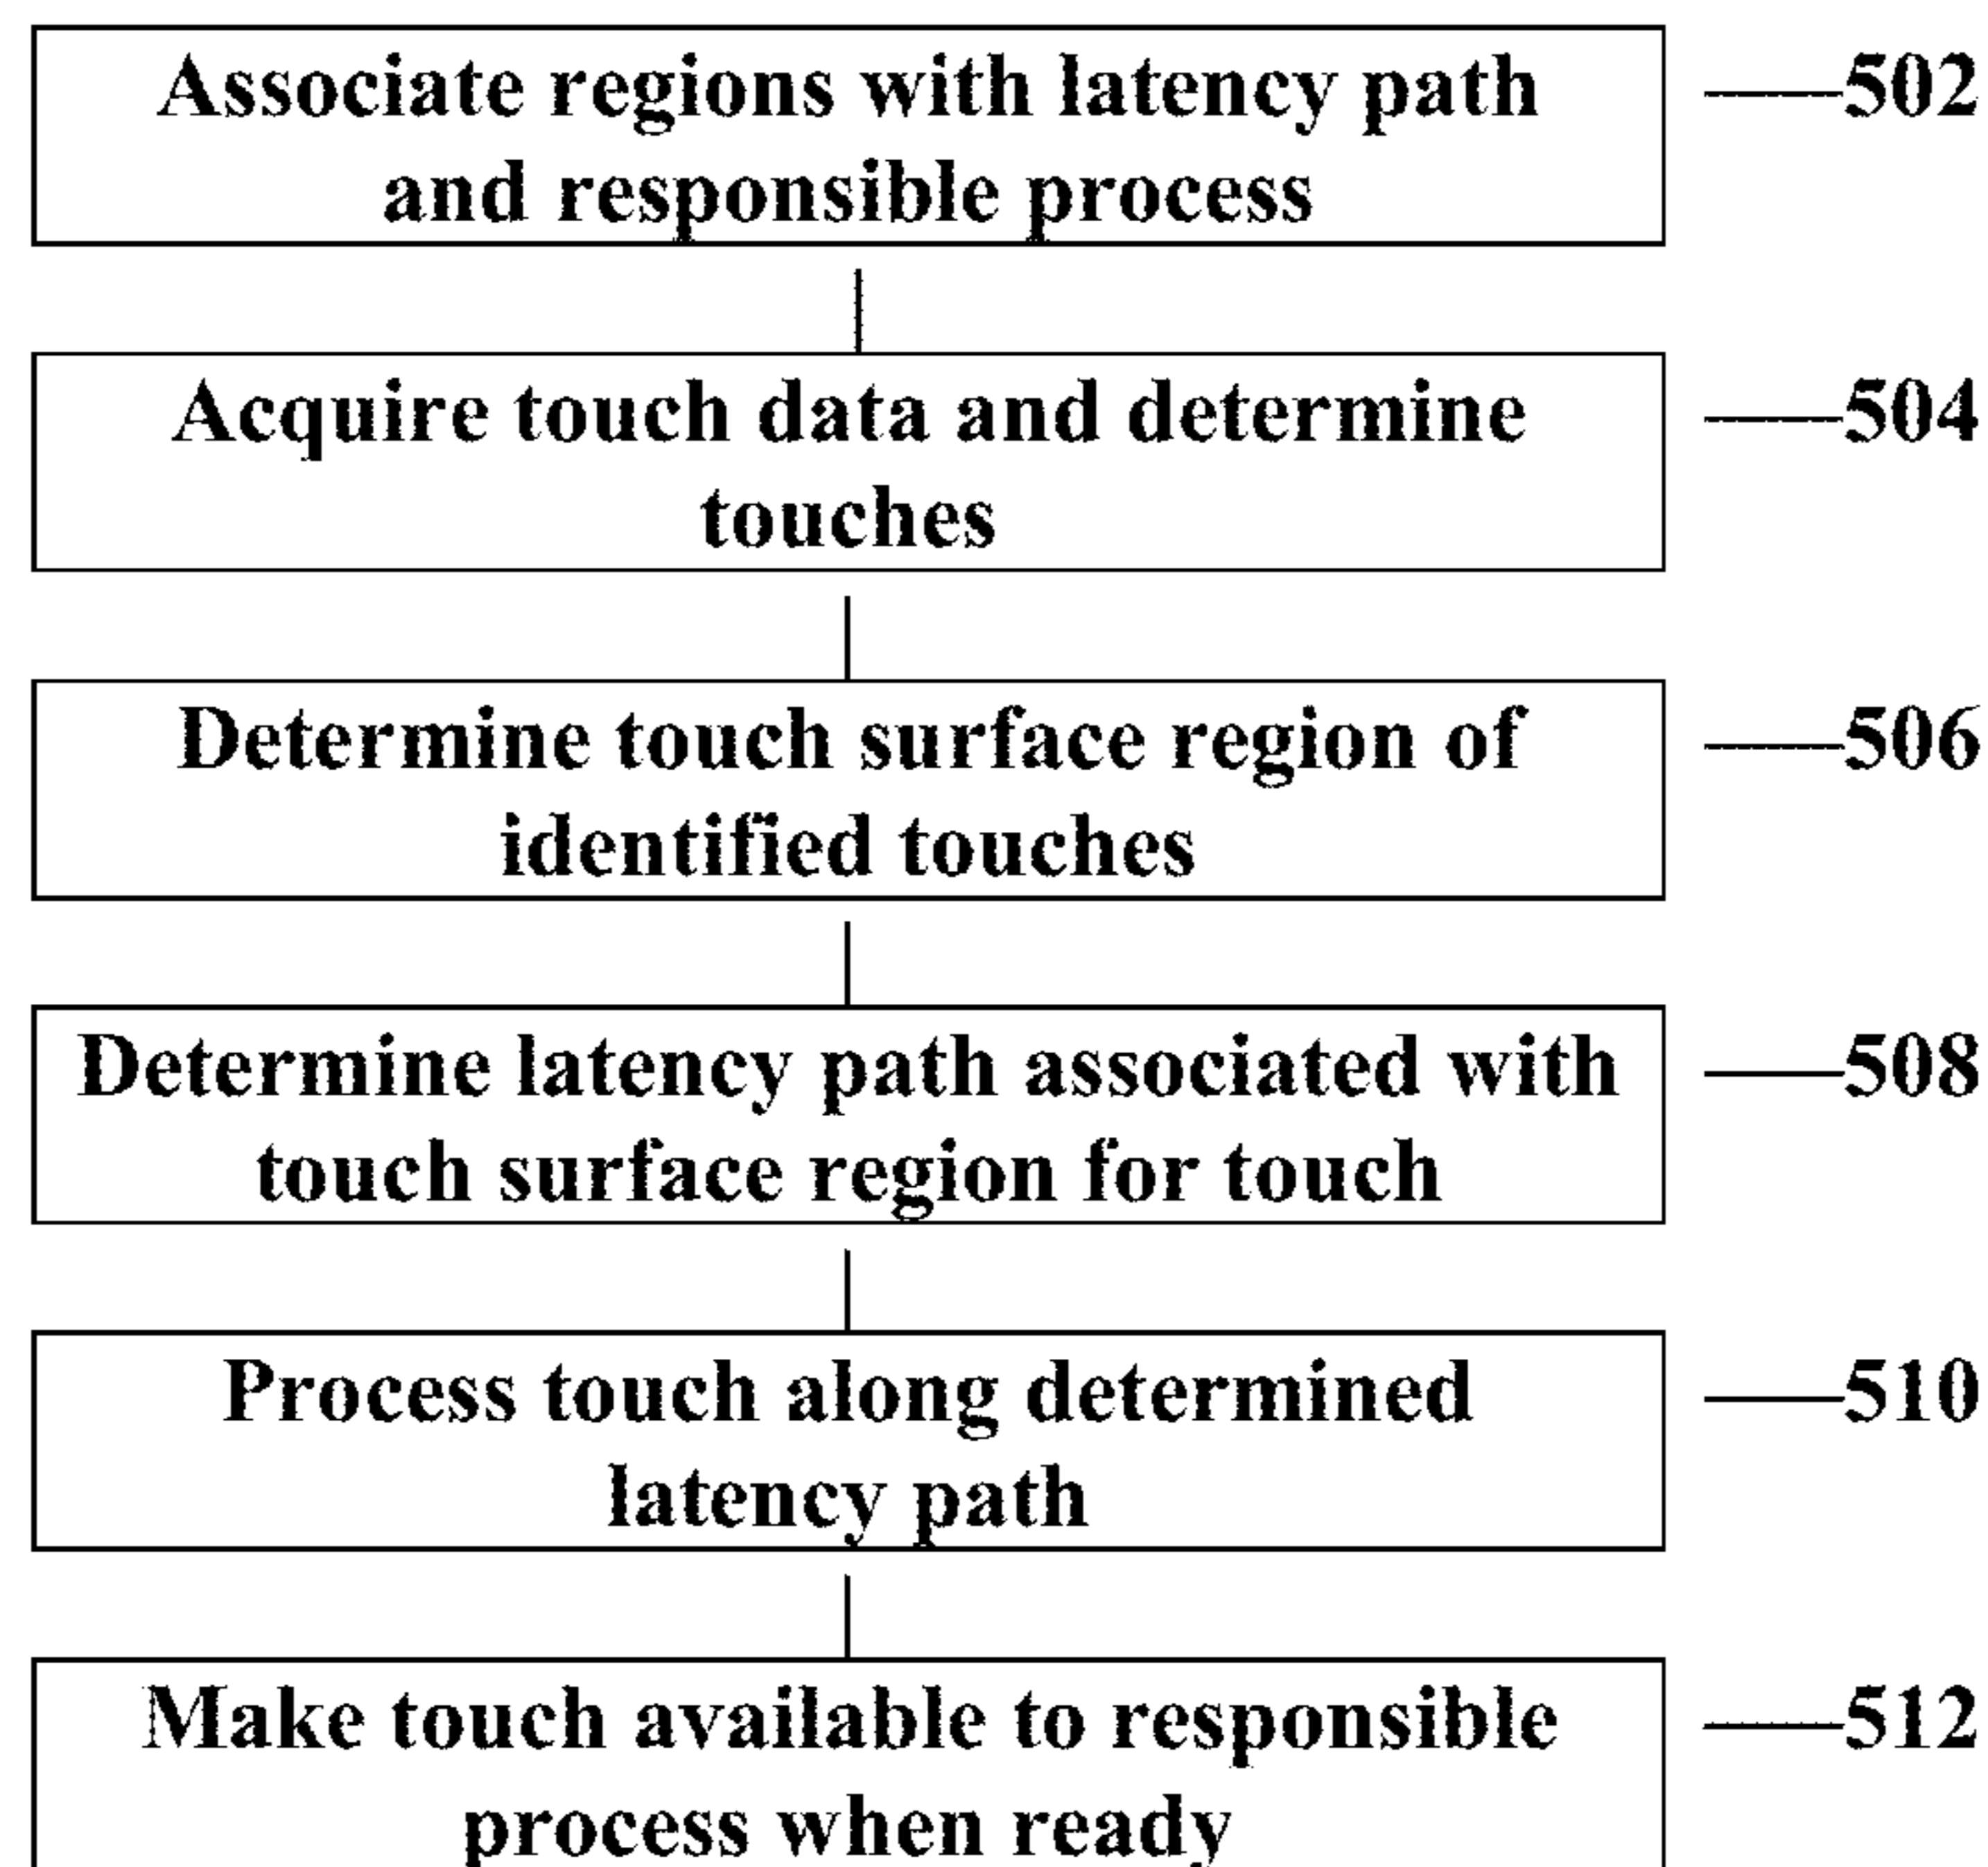 Associate regions with latency path
and responsible process
502
Acquire touch data and determine
touches
504
Determine touch surface region of
identified touches
506
Determine latency path associated with
touch surface region for touch
508
Process touch along determined
latency path
510
Make touch available to responsible
process when ready
512